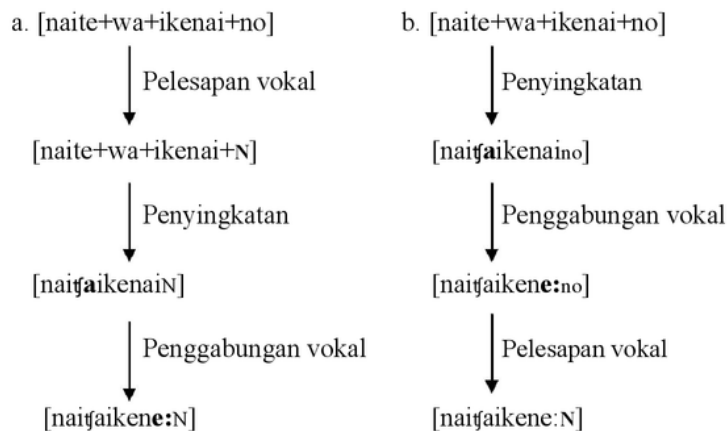 a. [naite+wa+ikenai+no]
Pelesapan vokal
[naite+wa+ikenai+N]
Penyingkatan
[naiʧaikenaiN]
Penggabungan vokal
[naiʧaikene:N]
b. [naite+wa+ikenai+no]
Penyingkatan
[naiʧaikenaino]
Penggabungan vokal
[naiʧaikene:no]
Pelesapan vokal
[naiʧaikene:N]